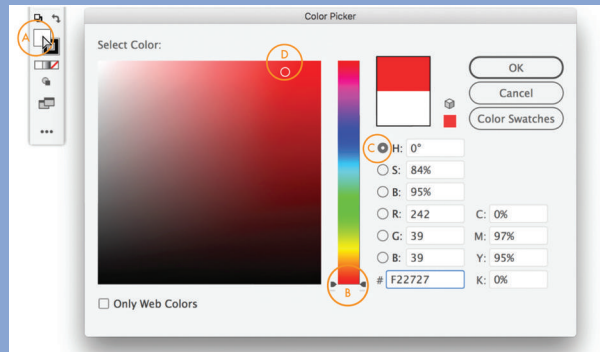 Color Picker
A
Select Color:
D
OK
Cancel
Color Swatches
C H: 0°
S: 84%
B: 95%
R: 242 C: 0%
G: 39 M: 97%
B: 39 Y: 95%
# F22727 K: 0%
B
Only Web Colors